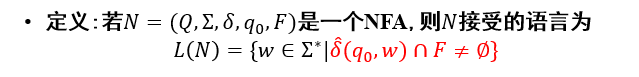 • 定义:若N = (Q, Σ, δ, q₀, F)是一个NFA, 则N接受的语言为
L(N) = {w ∈ Σ*|δ̂(q₀, w) ∩ F ≠ ∅}